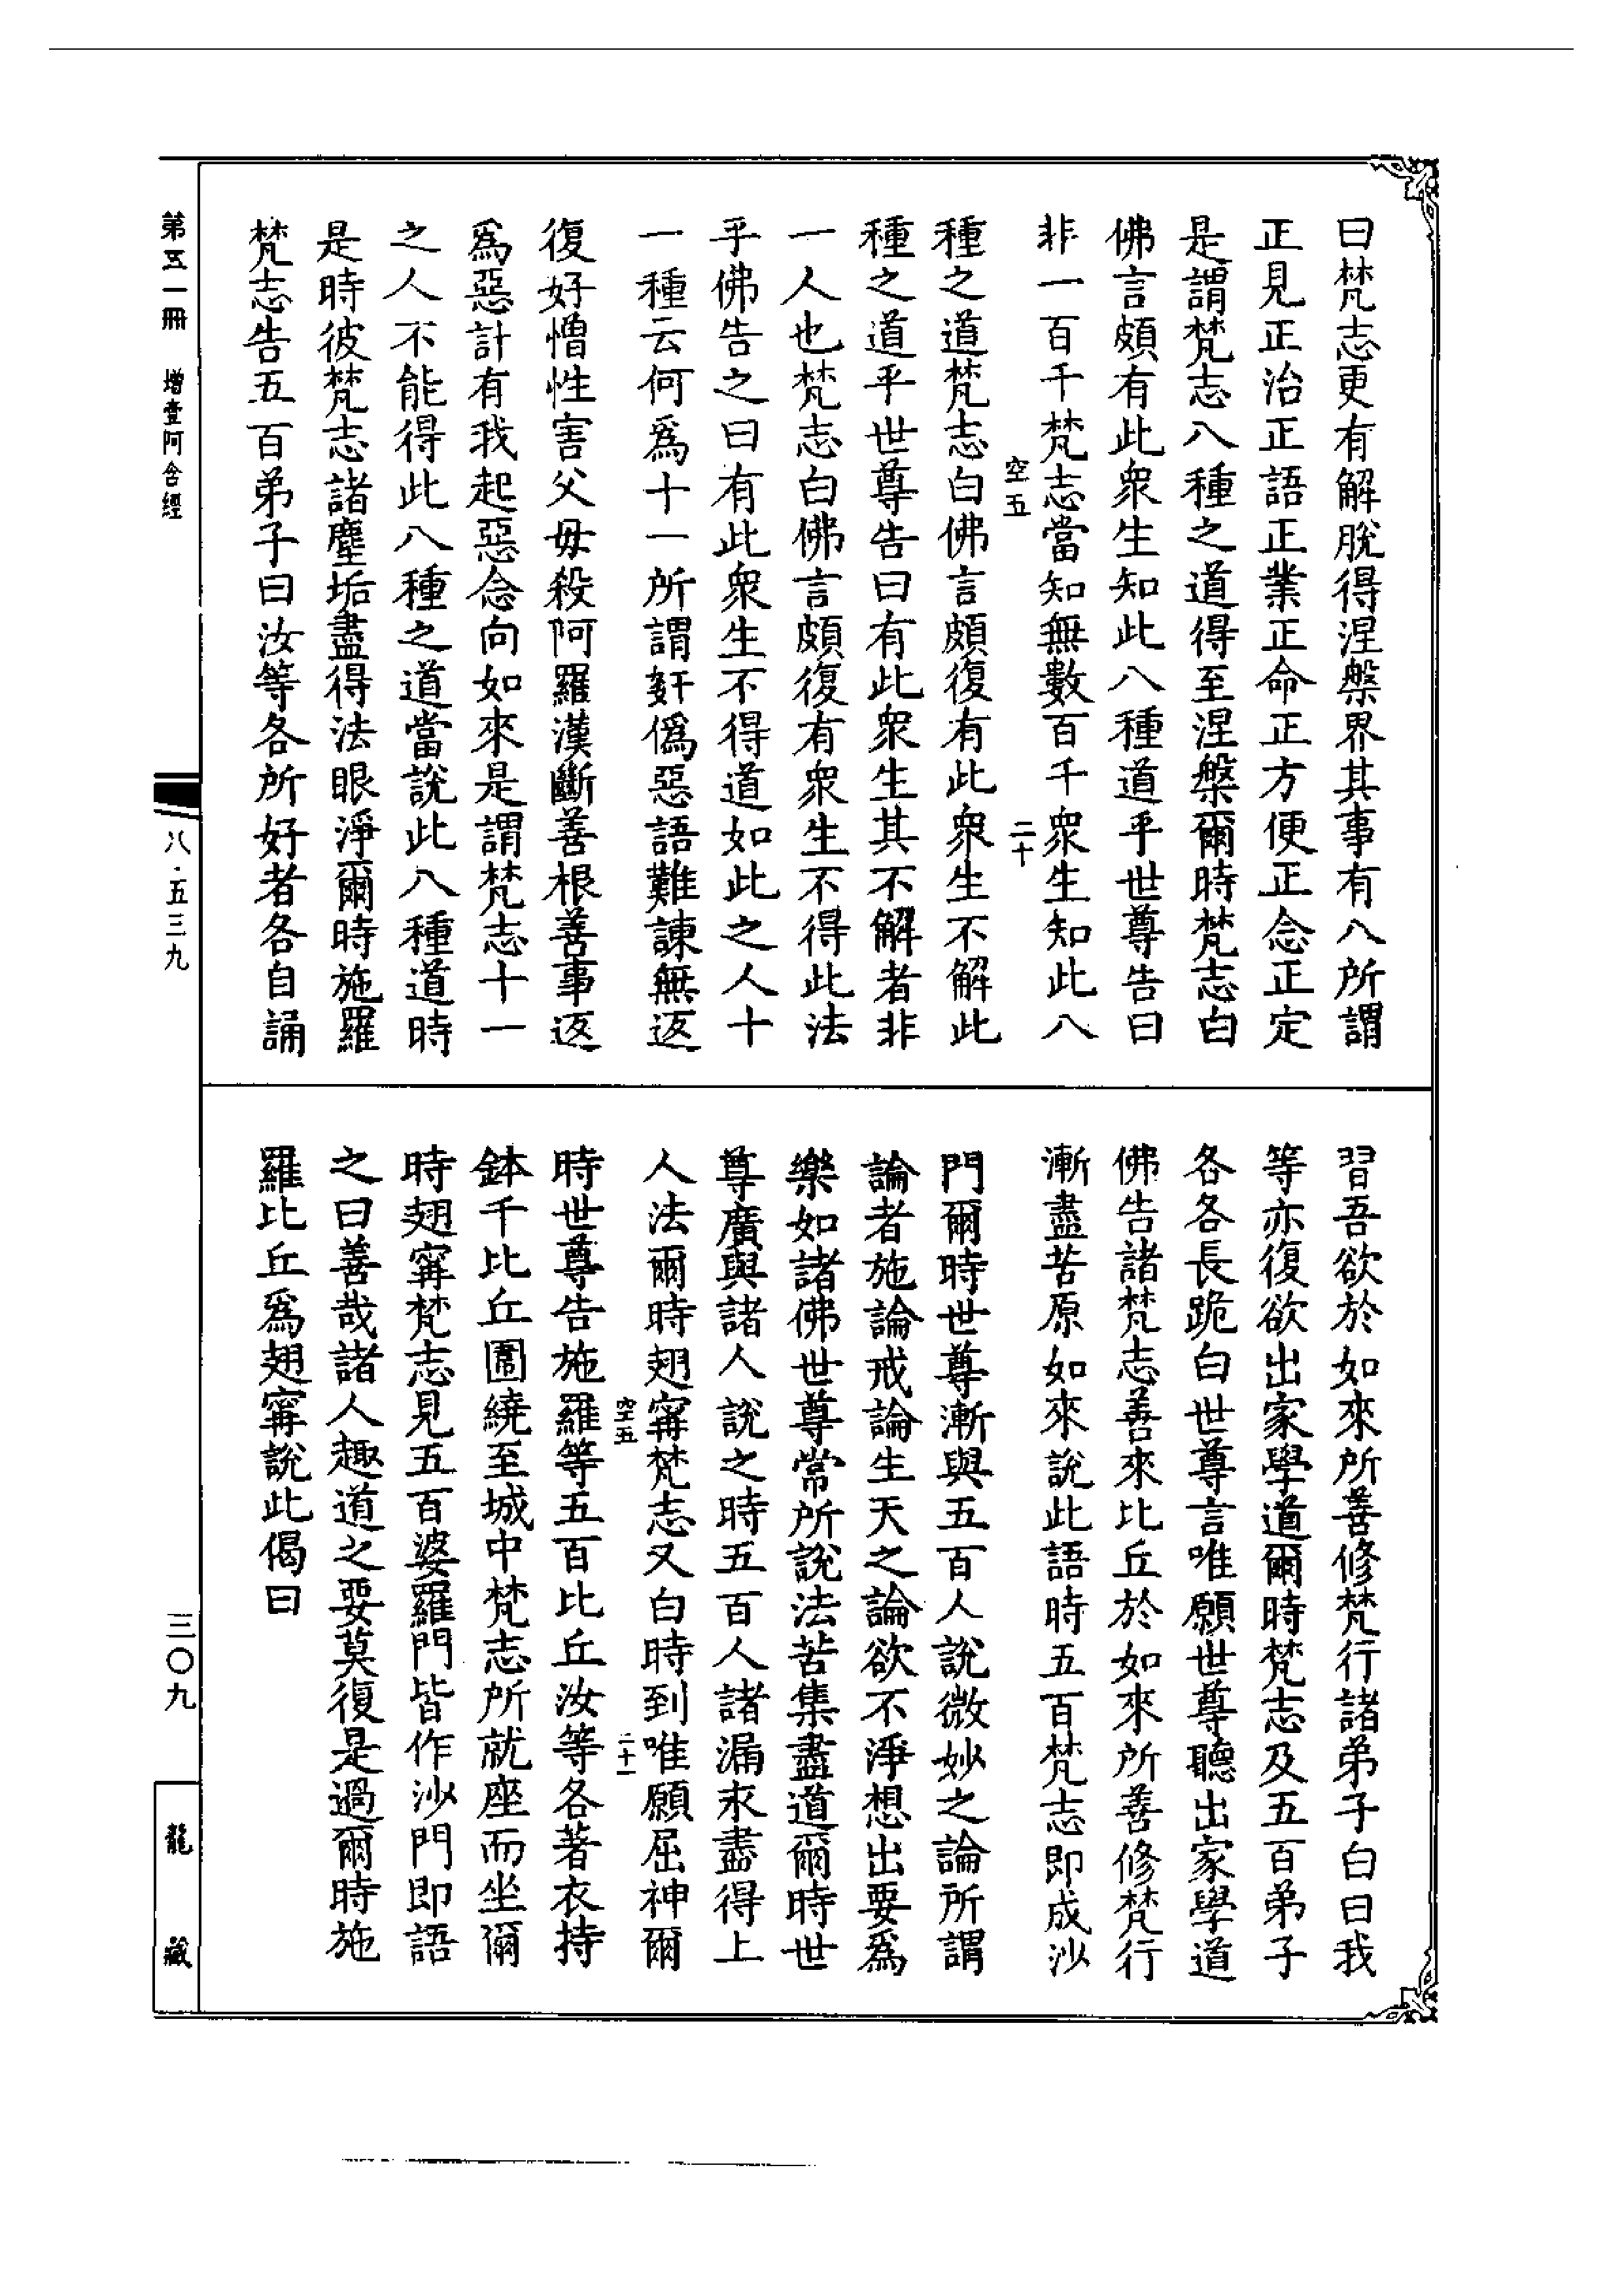 曰梵志更有解脫得涅槃界其事有八所謂
正見正治正語正業正命正方便正念正定
是謂梵志八種之道得至涅槃爾時梵志白
佛言頗有此衆生知此八種道乎世尊告曰
非一百千梵志當知無數百千衆生知此八
空五
二十
種之道梵志白佛言頗復有此衆生不解此
種之道乎世尊告曰有此衆生其不解者非
一人也梵志白佛言頗復有衆生不得此法
乎佛告之曰有此衆生不得道如此之人十
一種云何爲十一所謂姧僞惡語難諫無返
復好憎性害父母殺阿羅漢斷善根善事返
爲惡計有我起惡念向如來是謂梵志十一
之人不能得此八種之道當說此八種道時
是時彼梵志諸塵垢盡得法眼淨爾時施羅
梵志告五百弟子曰汝等各所好者各自誦
習吾欲於如來所善修梵行諸弟子白曰我
等亦復欲出家學道爾時梵志及五百弟子
各各長跪白世尊言唯願世尊聽出家學道
佛告諸梵志善來比丘於如來所善修梵行
漸盡苦原如來說此語時五百梵志即成沙
門爾時世尊漸與五百人說微妙之論所謂
論者施論戒論生天之論欲不淨想出要爲
樂如諸佛世尊常所說法苦集盡道爾時世
尊廣與諸人說之時五百人諸漏永盡得上
人法爾時翅甯梵志又白時到唯願屈神爾
空五
二十一
時世尊告施羅等五百比丘汝等各著衣持
鉢千比丘圍繞至城中梵志所就座而坐爾
時翅甯梵志見五百婆羅門皆作沙門即語
之曰善哉諸人趣道之要莫復是過爾時施
羅比丘爲翅甯說此偈曰
第五一冊 增壹阿含經
八·五三九
三〇九
龍藏